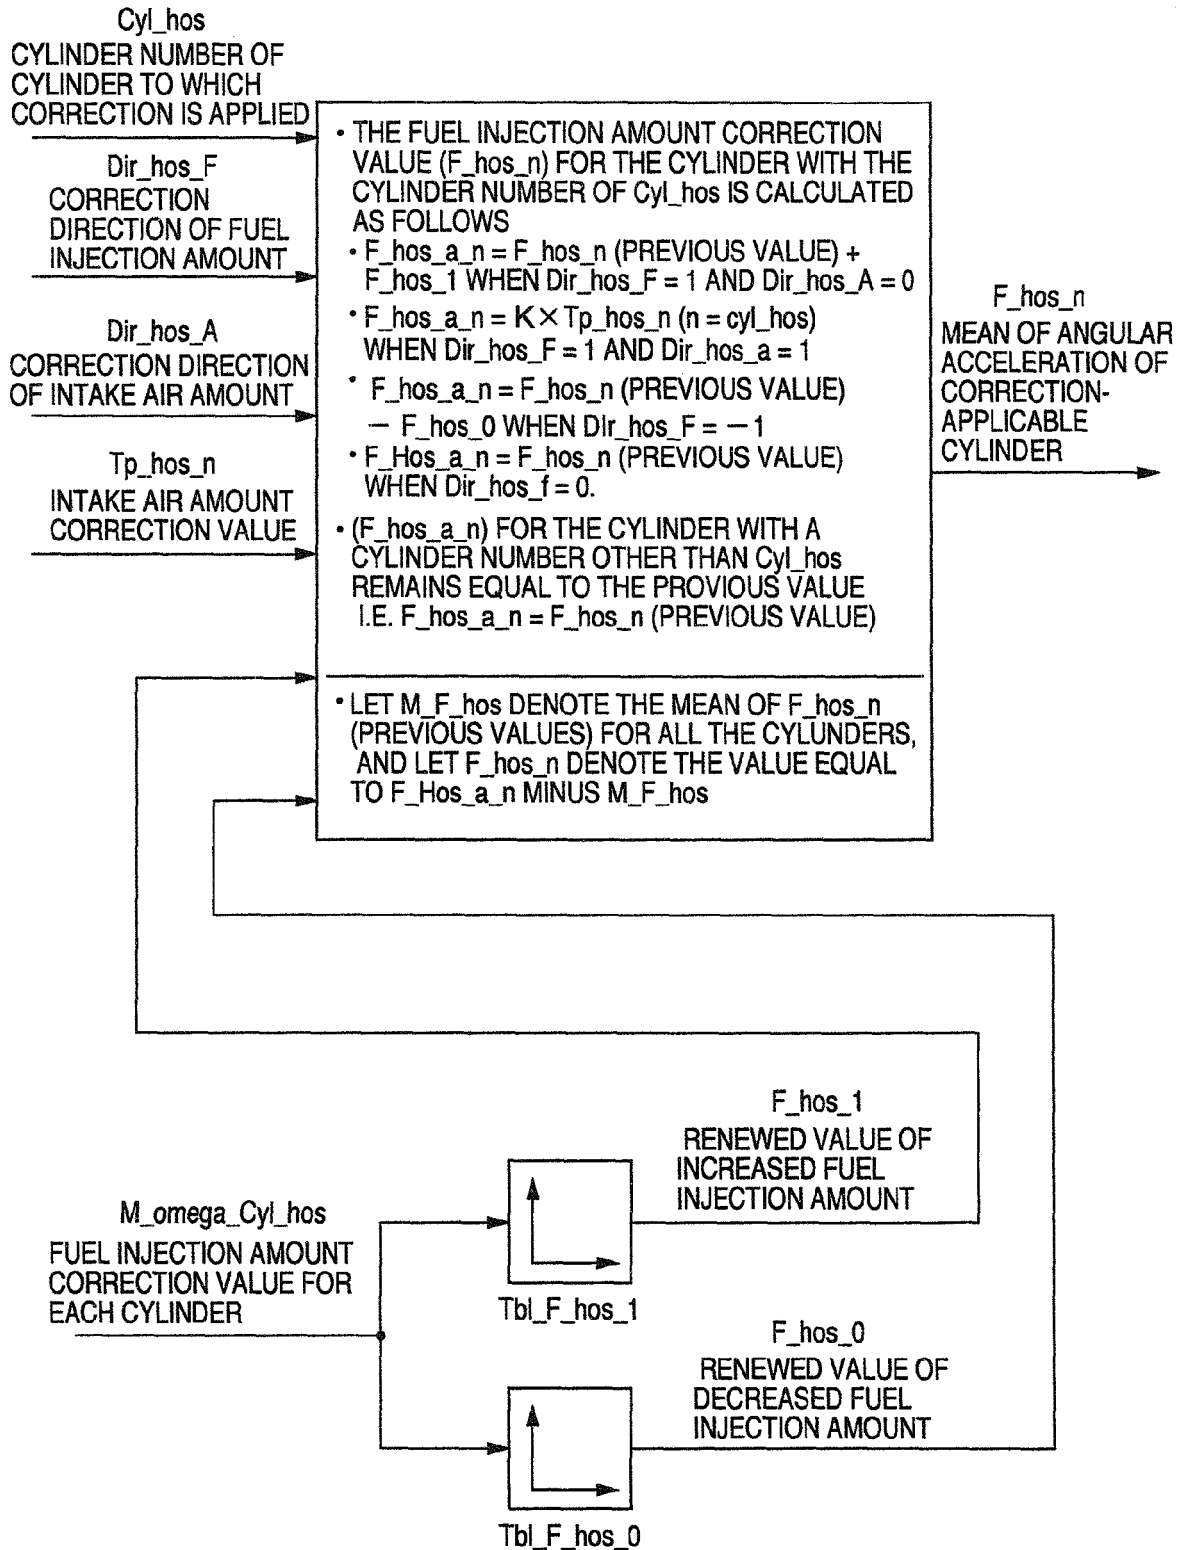 Cyl_hos
CYLINDER NUMBER OF
CYLINDER TO WHICH
CORRECTION IS APPLIED
Dir_hos_F
CORRECTION
DIRECTION OF FUEL
INJECTION AMOUNT
Dir_hos_A
CORRECTION DIRECTION
OF INTAKE AIR AMOUNT
Tp_hos_n
INTAKE AIR AMOUNT
CORRECTION VALUE
• THE FUEL INJECTION AMOUNT CORRECTION
VALUE (F_hos_n) FOR THE CYLINDER WITH THE
CYLINDER NUMBER OF Cyl_hos IS CALCULATED
AS FOLLOWS
• F_hos_a_n = F_hos_n (PREVIOUS VALUE) +
F_hos_1 WHEN Dir_hos_F = 1 AND Dir_hos_A = 0
• F_hos_a_n = K × Tp_hos_n (n = cyl_hos)
WHEN Dir_hos_F = 1 AND Dir_hos_a = 1
• F_hos_a_n = F_hos_n (PREVIOUS VALUE)
— F_hos_0 WHEN Dir_hos_F = —1
• F_Hos_a_n = F_hos_n (PREVIOUS VALUE)
WHEN Dir_hos_f = 0.
• (F_hos_a_n) FOR THE CYLINDER WITH A
CYLINDER NUMBER OTHER THAN Cyl_hos
REMAINS EQUAL TO THE PROVIOUS VALUE
I.E. F_hos_a_n = F_hos_n (PREVIOUS VALUE)
• LET M_F_hos DENOTE THE MEAN OF F_hos_n
(PREVIOUS VALUES) FOR ALL THE CYLUNDERS,
AND LET F_hos_n DENOTE THE VALUE EQUAL
TO F_Hos_a_n MINUS M_F_hos
F_hos_n
MEAN OF ANGULAR
ACCELERATION OF
CORRECTION-
APPLICABLE
CYLINDER
F_hos_1
RENEWED VALUE OF
INCREASED FUEL
INJECTION AMOUNT
M_omega_Cyl_hos
FUEL INJECTION AMOUNT
CORRECTION VALUE FOR
EACH CYLINDER
Tbl_F_hos_1
F_hos_0
RENEWED VALUE OF
DECREASED FUEL
INJECTION AMOUNT
Tbl_F_hos_0